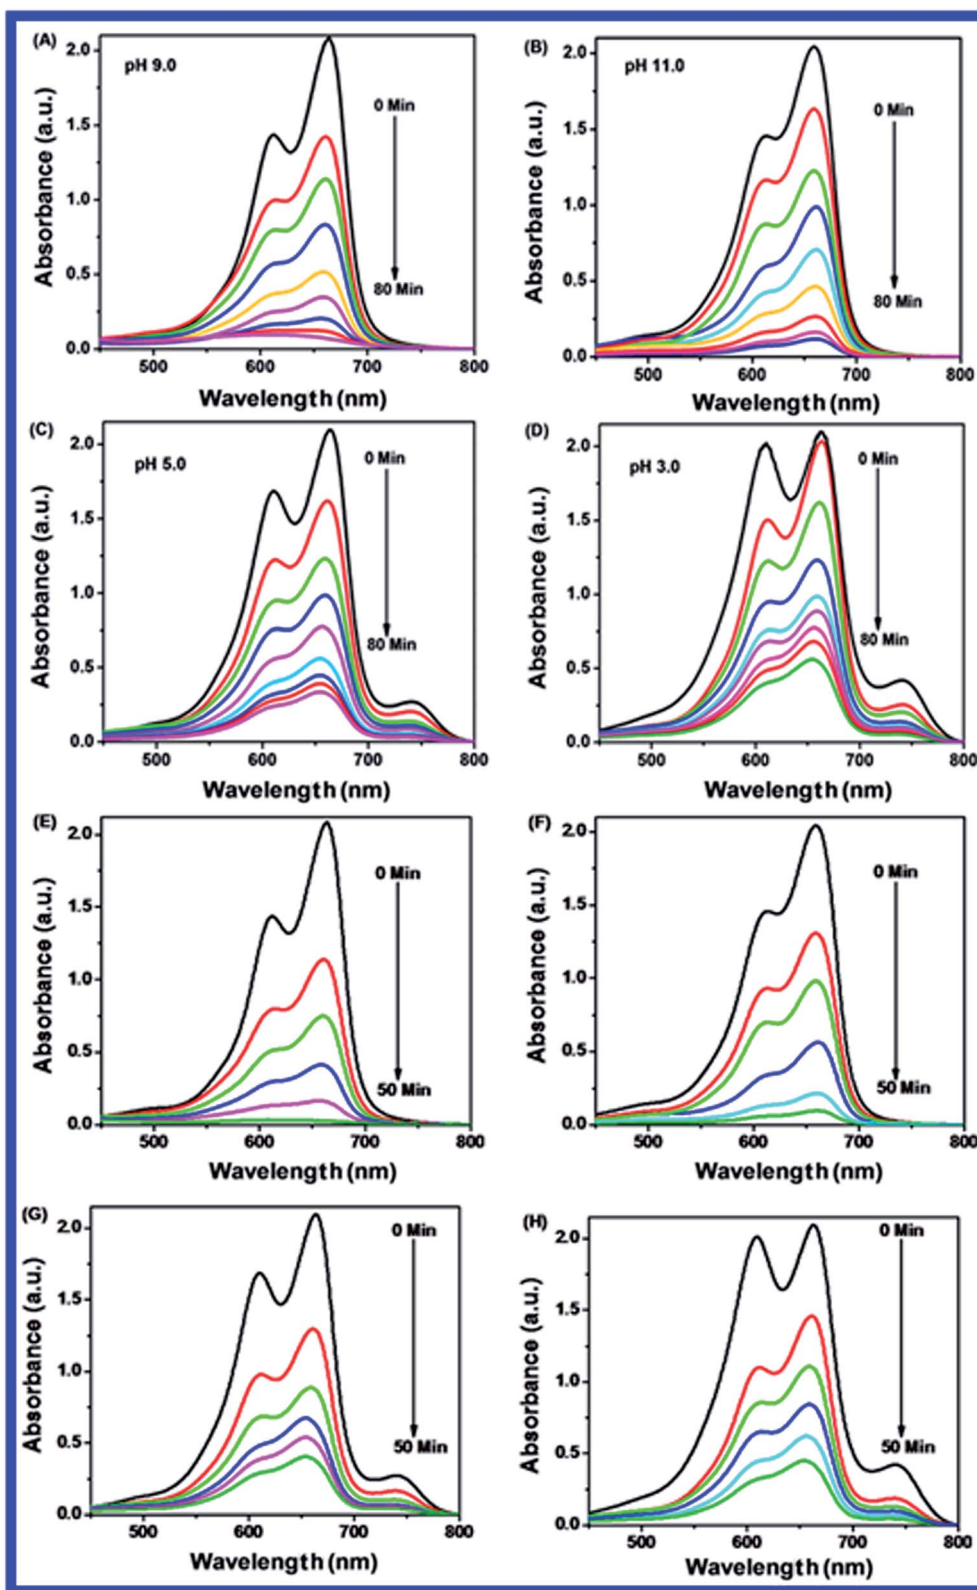 (A)
pH 9.0
0 Min
80 Min
Absorbance (a.u.)
2.0
1.5
1.0
0.5
0.0
500 600 700 800
Wavelength (nm)
(B)
pH 11.0
0 Min
80 Min
Absorbance (a.u.)
2.0
1.5
1.0
0.5
0.0
500 600 700 800
Wavelength (nm)
(C)
pH 5.0
0 Min
80 Min
Absorbance (a.u.)
2.0
1.5
1.0
0.5
0.0
500 600 700 800
Wavelength (nm)
(D)
pH 3.0
0 Min
80 Min
Absorbance (a.u.)
2.0
1.5
1.0
0.5
0.0
500 600 700 800
Wavelength (nm)
(E)
0 Min
50 Min
Absorbance (a.u.)
2.0
1.5
1.0
0.5
0.0
500 600 700 800
Wavelength (nm)
(F)
0 Min
50 Min
Absorbance (a.u.)
2.0
1.5
1.0
0.5
0.0
500 600 700 800
Wavelength (nm)
(G)
0 Min
50 Min
Absorbance (a.u.)
2.0
1.5
1.0
0.5
0.0
500 600 700 800
Wavelength (nm)
(H)
0 Min
50 Min
Absorbance (a.u.)
2.0
1.5
1.0
0.5
0.0
500 600 700 800
Wavelength (nm)